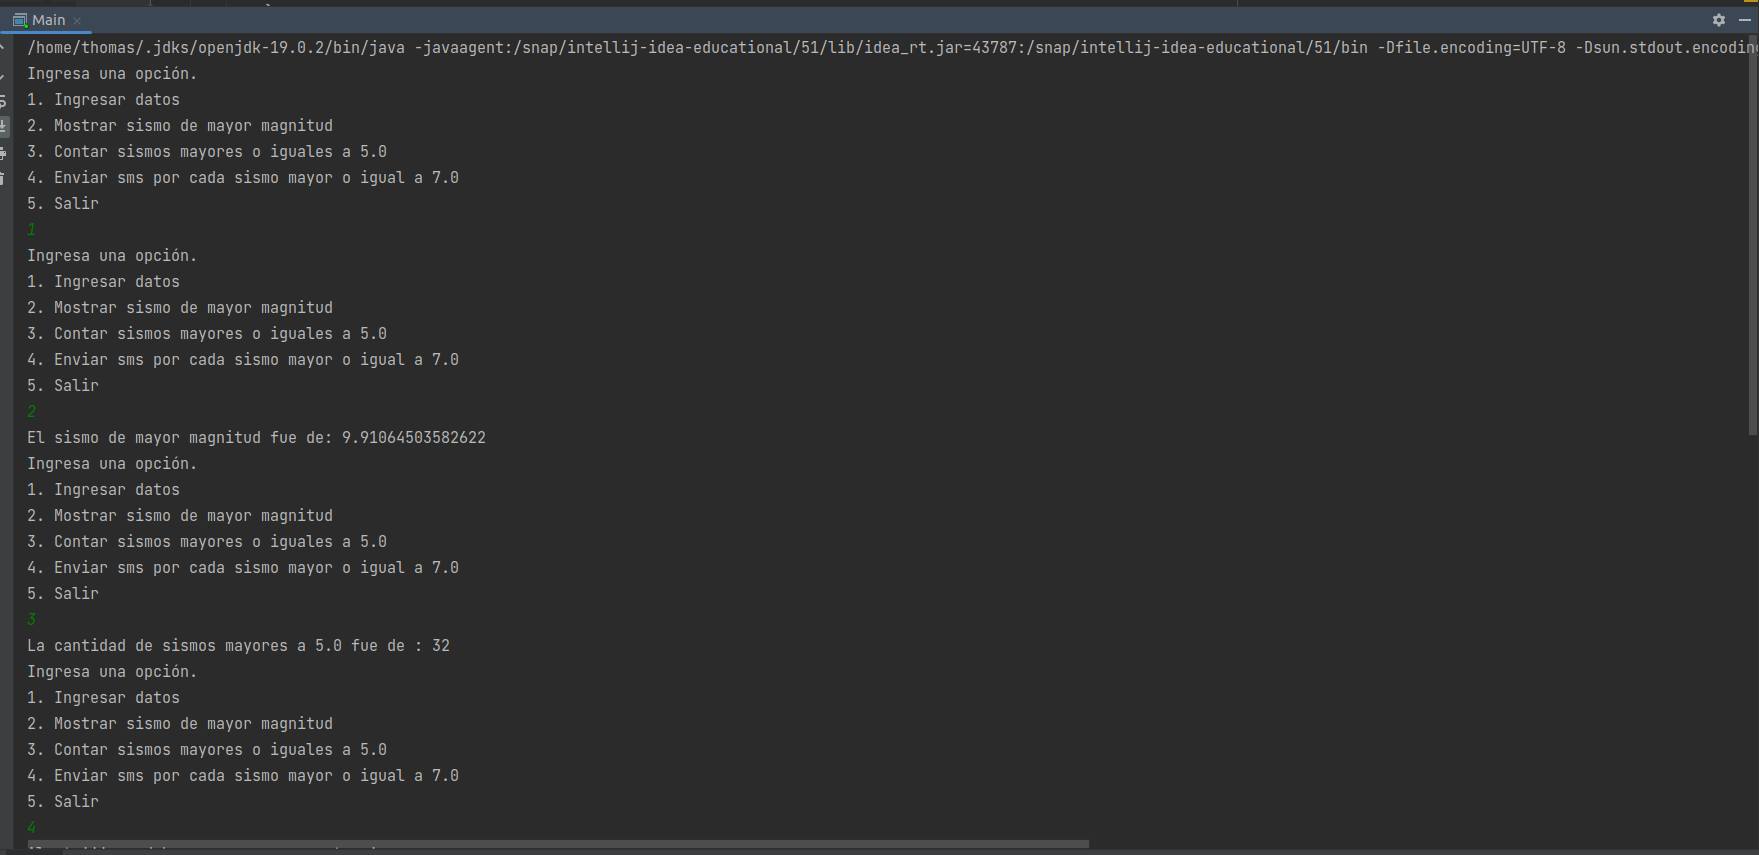 Main
/home/thomas/.jdks/openjdk-19.0.2/bin/java -javaagent:/snap/intellij-idea-educational/51/lib/idea_rt.jar=43787:/snap/intellij-idea-educational/51/bin -Dfile.encoding=UTF-8 -Dsun.stdout.encoding
Ingresa una opción.
1. Ingresar datos
2. Mostrar sismo de mayor magnitud
3. Contar sismos mayores o iguales a 5.0
4. Enviar sms por cada sismo mayor o igual a 7.0
5. Salir
1
Ingresa una opción.
1. Ingresar datos
2. Mostrar sismo de mayor magnitud
3. Contar sismos mayores o iguales a 5.0
4. Enviar sms por cada sismo mayor o igual a 7.0
5. Salir
2
El sismo de mayor magnitud fue de: 9.91064503582622
Ingresa una opción.
1. Ingresar datos
2. Mostrar sismo de mayor magnitud
3. Contar sismos mayores o iguales a 5.0
4. Enviar sms por cada sismo mayor o igual a 7.0
5. Salir
3
La cantidad de sismos mayores a 5.0 fue de : 32
Ingresa una opción.
1. Ingresar datos
2. Mostrar sismo de mayor magnitud
3. Contar sismos mayores o iguales a 5.0
4. Enviar sms por cada sismo mayor o igual a 7.0
5. Salir
4